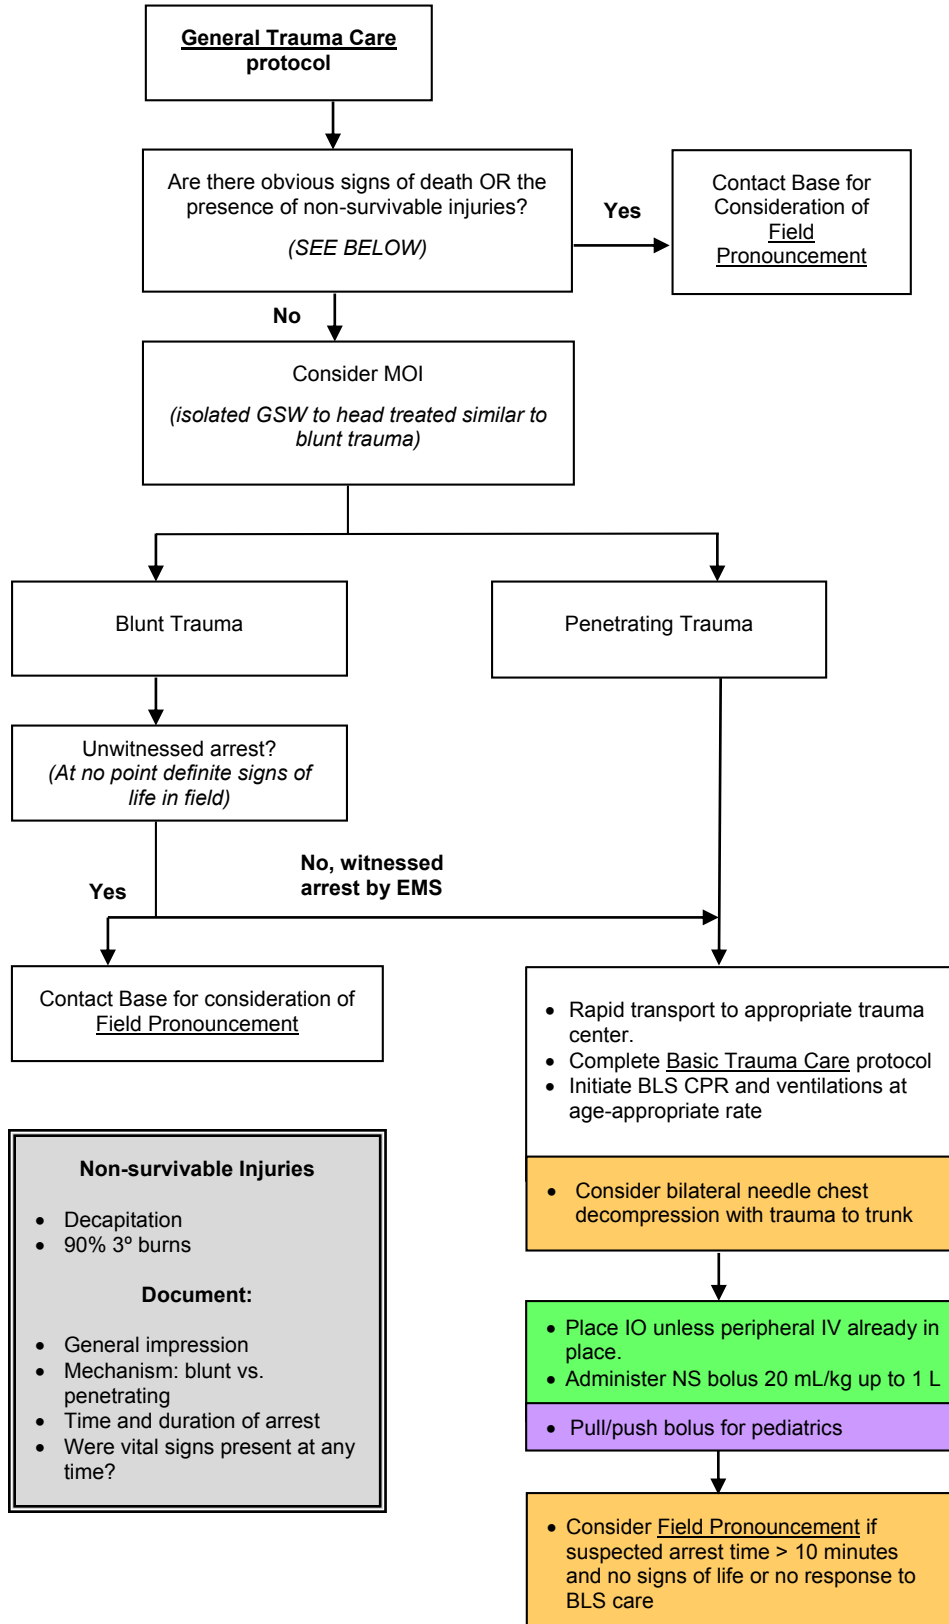 General Trauma Care
protocol
Are there obvious signs of death OR the
presence of non-survivable injuries?
(SEE BELOW)
Yes
Contact Base for
Consideration of
Field
Pronouncement
No
Consider MOI
(isolated GSW to head treated similar to
blunt trauma)
Blunt Trauma
Penetrating Trauma
Unwitnessed arrest?
(At no point definite signs of
life in field)
Yes
No, witnessed
arrest by EMS
Contact Base for consideration of
Field Pronouncement
• Rapid transport to appropriate trauma
center.
• Complete Basic Trauma Care protocol
• Initiate BLS CPR and ventilations at
age-appropriate rate
• Consider bilateral needle chest
decompression with trauma to trunk
• Place IO unless peripheral IV already in
place.
• Administer NS bolus 20 mL/kg up to 1 L
• Pull/push bolus for pediatrics
• Consider Field Pronouncement if
suspected arrest time > 10 minutes
and no signs of life or no response to
BLS care
Non-survivable Injuries
• Decapitation
• 90% 3º burns
Document:
• General impression
• Mechanism: blunt vs.
penetrating
• Time and duration of arrest
• Were vital signs present at any
time?